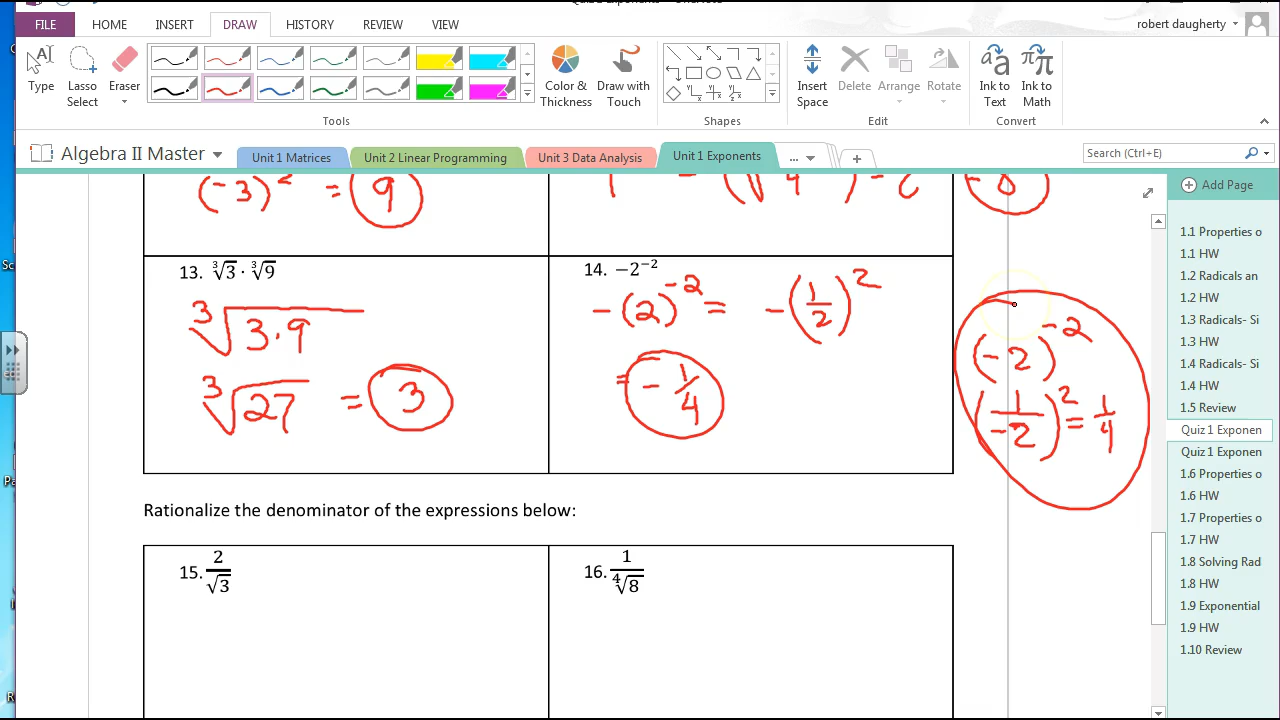 Quiz 1 Exponents - OneNote
FILE HOME INSERT DRAW HISTORY REVIEW VIEW robert daugherty
Type Lasso Select Eraser Color & Thickness Draw with Touch Insert Space Delete Arrange Rotate Ink to Text Ink to Math
Tools Shapes Edit Convert
Algebra II Master Unit 1 Matrices Unit 2 Linear Programming Unit 3 Data Analysis Unit 1 Exponents ... + Search (Ctrl+E)
Add Page
1.1 Properties o
1.1 HW
1.2 Radicals an
1.2 HW
1.3 Radicals- Si
1.3 HW
1.4 Radicals- Si
1.4 HW
1.5 Review
Quiz 1 Exponen
Quiz 1 Exponen
1.6 Properties o
1.6 HW
1.7 Properties o
1.7 HW
1.8 Solving Rad
1.8 HW
1.9 Exponential
1.9 HW
1.10 Review
(-3)² = 9
13. ∛3 · ∛9
∛3·9
∛27 = 3
14. −2⁻²
-(2)⁻² = -(1/2)²
= -1/4
(-2)⁻²
(1/-2)² = 1/4
Rationalize the denominator of the expressions below:
15. 2/√3
16. 1/∜8